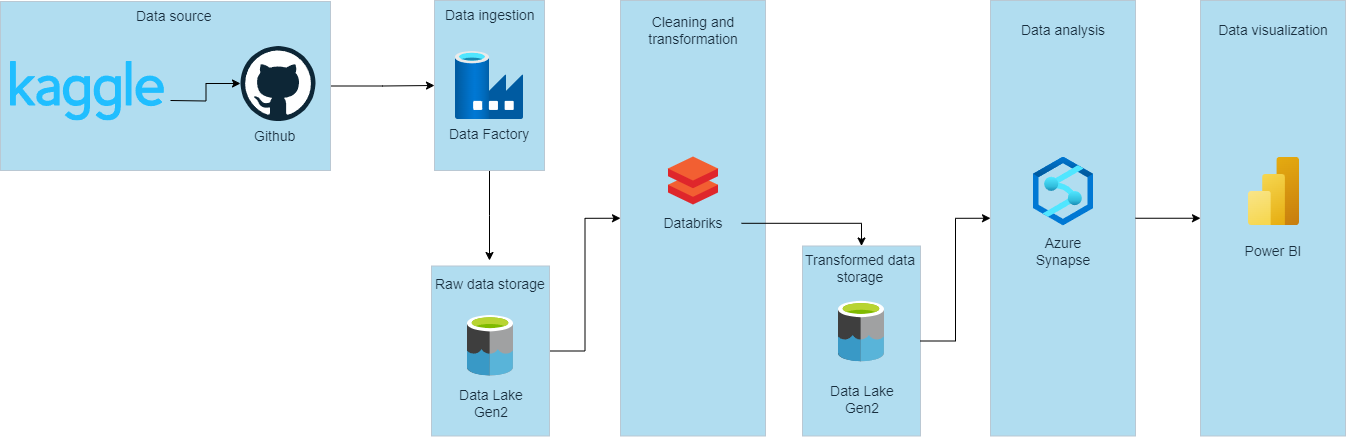 Data source
kaggle
Github
Data ingestion
Data Factory
Raw data storage
Data Lake
Gen2
Cleaning and
transformation
Databriks
Transformed data
storage
Data Lake
Gen2
Data analysis
Azure
Synapse
Data visualization
Power BI